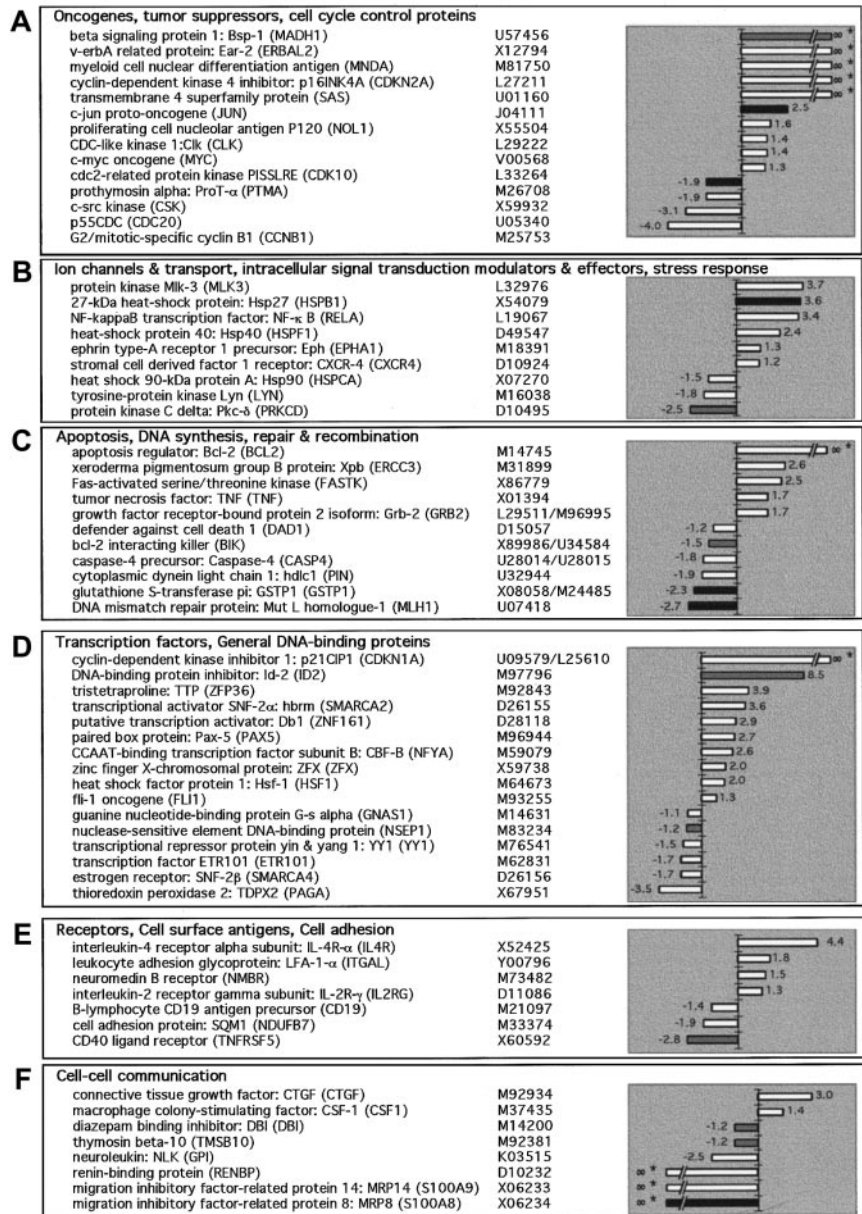 A Oncogenes, tumor suppressors, cell cycle control proteins
beta signaling protein 1: Bsp-1 (MADH1) U57456 ∞ *
v-erbA related protein: Ear-2 (ERBAL2) X12794 ∞ *
myeloid cell nuclear differentiation antigen (MNDA) M81750 ∞ *
cyclin-dependent kinase 4 inhibitor: p16INK4A (CDKN2A) L27211 ∞ *
transmembrane 4 superfamily protein (SAS) U01160 ∞ *
c-jun proto-oncogene (JUN) J04111 2.5
proliferating cell nucleolar antigen P120 (NOL1) X55504 1.6
CDC-like kinase 1:Clk (CLK) L29222 1.4
c-myc oncogene (MYC) V00568 1.4
cdc2-related protein kinase PISSLRE (CDK10) L33264 1.3
prothymosin alpha: ProT-α (PTMA) M26708 -1.9
c-src kinase (CSK) X59932 -1.9
p55CDC (CDC20) U05340 -3.1
G2/mitotic-specific cyclin B1 (CCNB1) M25753 -4.0
B Ion channels & transport, intracellular signal transduction modulators & effectors, stress response
protein kinase Mlk-3 (MLK3) L32976 3.7
27-kDa heat-shock protein: Hsp27 (HSPB1) X54079 3.6
NF-kappaB transcription factor: NF-κ B (RELA) L19067 3.4
heat-shock protein 40: Hsp40 (HSPF1) D49547 2.4
ephrin type-A receptor 1 precursor: Eph (EPHA1) M18391 1.3
stromal cell derived factor 1 receptor: CXCR-4 (CXCR4) D10924 1.2
heat shock 90-kDa protein A: Hsp90 (HSPCA) X07270 -1.5
tyrosine-protein kinase Lyn (LYN) M16038 -1.8
protein kinase C delta: Pkc-δ (PRKCD) D10495 -2.5
C Apoptosis, DNA synthesis, repair & recombination
apoptosis regulator: Bcl-2 (BCL2) M14745 ∞ *
xeroderma pigmentosum group B protein: Xpb (ERCC3) M31899 2.6
Fas-activated serine/threonine kinase (FASTK) X86779 2.5
tumor necrosis factor: TNF (TNF) X01394 1.7
growth factor receptor-bound protein 2 isoform: Grb-2 (GRB2) L29511/M96995 1.7
defender against cell death 1 (DAD1) D15057 -1.2
bcl-2 interacting killer (BIK) X89986/U34584 -1.5
caspase-4 precursor: Caspase-4 (CASP4) U28014/U28015 -1.8
cytoplasmic dynein light chain 1: hdlc1 (PIN) U32944 -1.9
glutathione S-transferase pi: GSTP1 (GSTP1) X08058/M24485 -2.3
DNA mismatch repair protein: Mut L homologue-1 (MLH1) U07418 -2.7
D Transcription factors, General DNA-binding proteins
cyclin-dependent kinase inhibitor 1: p21CIP1 (CDKN1A) U09579/L25610 ∞ *
DNA-binding protein inhibitor: Id-2 (ID2) M97796 8.5
tristetraproline: TTP (ZFP36) M92843 3.9
transcriptional activator SNF-2α: hbrm (SMARCA2) D26155 3.6
putative transcription activator: Db1 (ZNF161) D28118 2.9
paired box protein: Pax-5 (PAX5) M96944 2.7
CCAAT-binding transcription factor subunit B: CBF-B (NFYA) M59079 2.6
zinc finger X-chromosomal protein: ZFX (ZFX) X59738 2.0
heat shock factor protein 1: Hsf-1 (HSF1) M64673 2.0
fli-1 oncogene (FLI1) M93255 1.3
guanine nucleotide-binding protein G-s alpha (GNAS1) M14631 -1.1
nuclease-sensitive element DNA-binding protein (NSEP1) M83234 -1.2
transcriptional repressor protein yin & yang 1: YY1 (YY1) M76541 -1.5
transcription factor ETR101 (ETR101) M62831 -1.7
estrogen receptor: SNF-2β (SMARCA4) D26156 -1.7
thioredoxin peroxidase 2: TDPX2 (PAGA) X67951 -3.5
E Receptors, Cell surface antigens, Cell adhesion
interleukin-4 receptor alpha subunit: IL-4R-α (IL4R) X52425 4.4
leukocyte adhesion glycoprotein: LFA-1-α (ITGAL) Y00796 1.8
neuromedin B receptor (NMBR) M73482 1.5
interleukin-2 receptor gamma subunit: IL-2R-γ (IL2RG) D11086 1.3
B-lymphocyte CD19 antigen precursor (CD19) M21097 -1.4
cell adhesion protein: SQM1 (NDUFB7) M33374 -1.9
CD40 ligand receptor (TNFRSF5) X60592 -2.8
F Cell-cell communication
connective tissue growth factor: CTGF (CTGF) M92934 3.0
macrophage colony-stimulating factor: CSF-1 (CSF1) M37435 1.4
diazepam binding inhibitor: DBI (DBI) M14200 -1.2
thymosin beta-10 (TMSB10) M92381 -1.2
neuroleukin: NLK (GPI) K03515 -2.5
renin-binding protein (RENBP) D10232 ∞ *
migration inhibitory factor-related protein 14: MRP14 (S100A9) X06233 ∞ *
migration inhibitory factor-related protein 8: MRP8 (S100A8) X06234 ∞ *